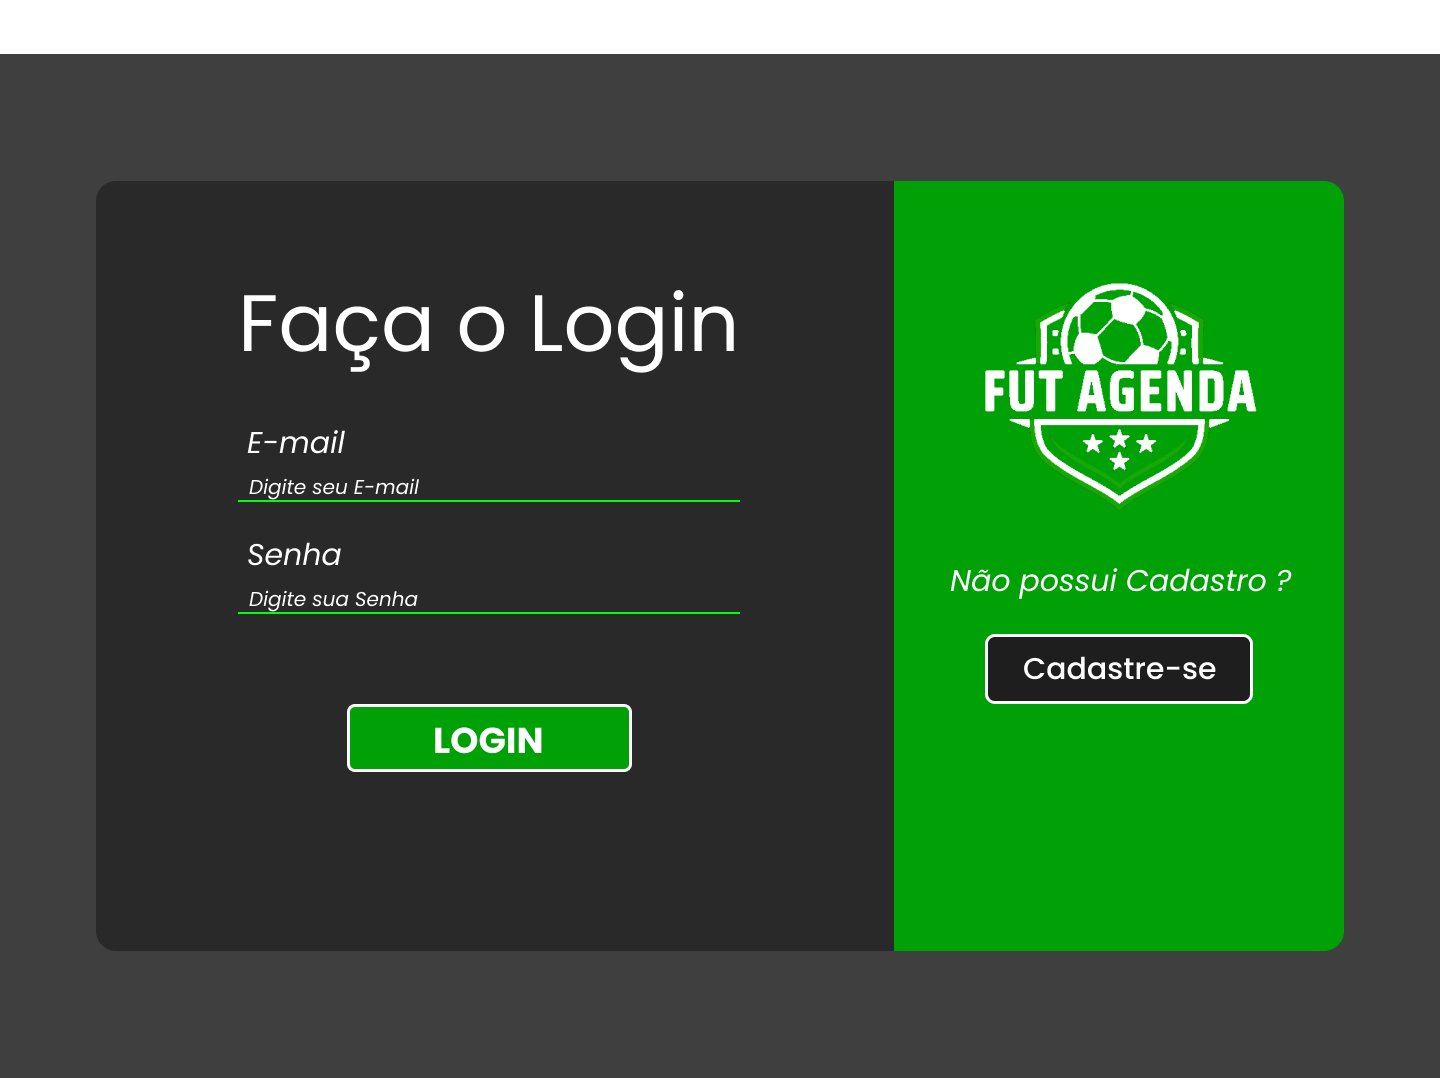 Faça o Login
E-mail
Digite seu E-mail
Senha
Digite sua Senha
LOGIN
FUT AGENDA
Não possui Cadastro ?
Cadastre-se